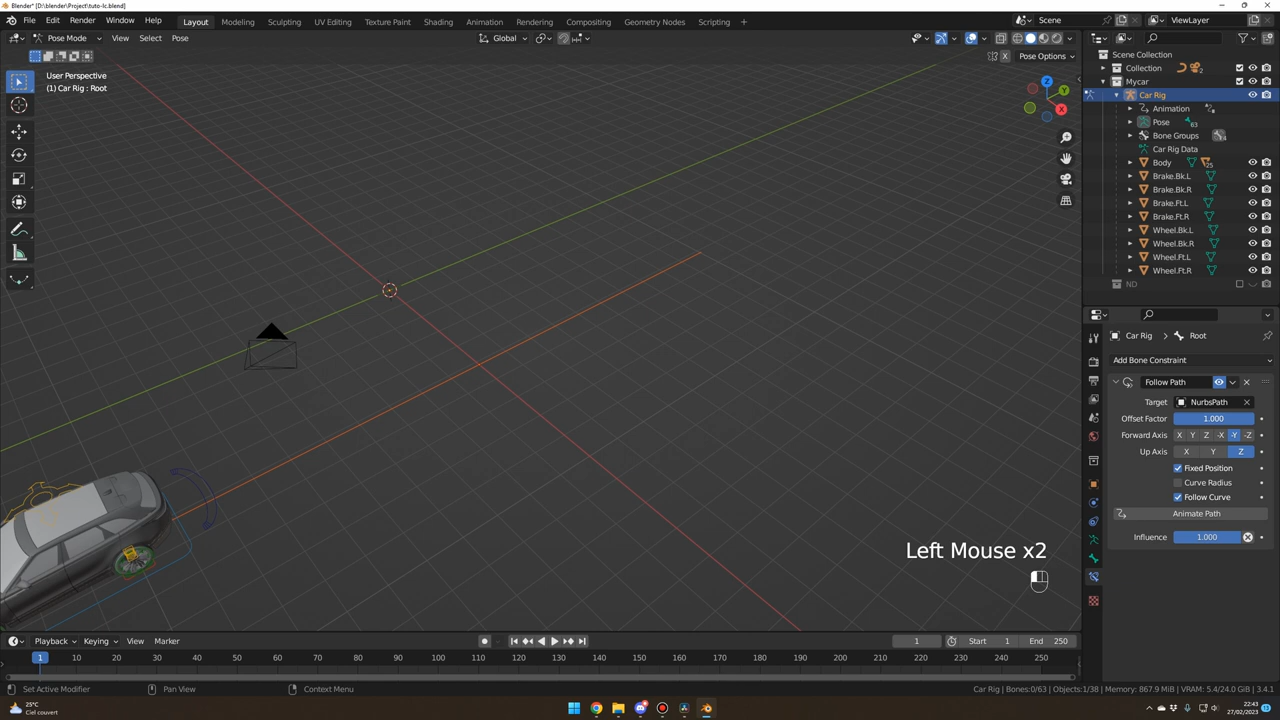 Blender* [D:\blender\Project\tuto-lc.blend]
File Edit Render Window Help Layout Modeling Sculpting UV Editing Texture Paint Shading Animation Rendering Compositing Geometry Nodes Scripting + Scene ViewLayer
Pose Mode View Select Pose Global
X Pose Options
User Perspective
(1) Car Rig : Root
Z
Y
X
Scene Collection
Collection 2
Mycar
Car Rig
Animation
Pose 63
Bone Groups 4
Car Rig Data
Body 25
Brake.Bk.L
Brake.Bk.R
Brake.Ft.L
Brake.Ft.R
Wheel.Bk.L
Wheel.Bk.R
Wheel.Ft.L
Wheel.Ft.R
ND
Car Rig Root
Add Bone Constraint
Follow Path
Target NurbsPath
Offset Factor 1.000
Forward Axis X Y Z -X -Y -Z
Up Axis X Y Z
Fixed Position
Curve Radius
Follow Curve
Animate Path
Influence 1.000
Left Mouse x2
Playback Keying View Marker 1 Start 1 End 250
1 10 20 30 40 50 60 70 80 90 100 110 120 130 140 150 160 170 180 190 200 210 220 230 240 250
Set Active Modifier Pan View Context Menu Car Rig | Bones:0/63 | Objects:1/38 | Memory: 867.9 MiB | VRAM: 5.4/24.0 GiB | 3.4.1
25°C
Ciel couvert
22:43
27/02/2023